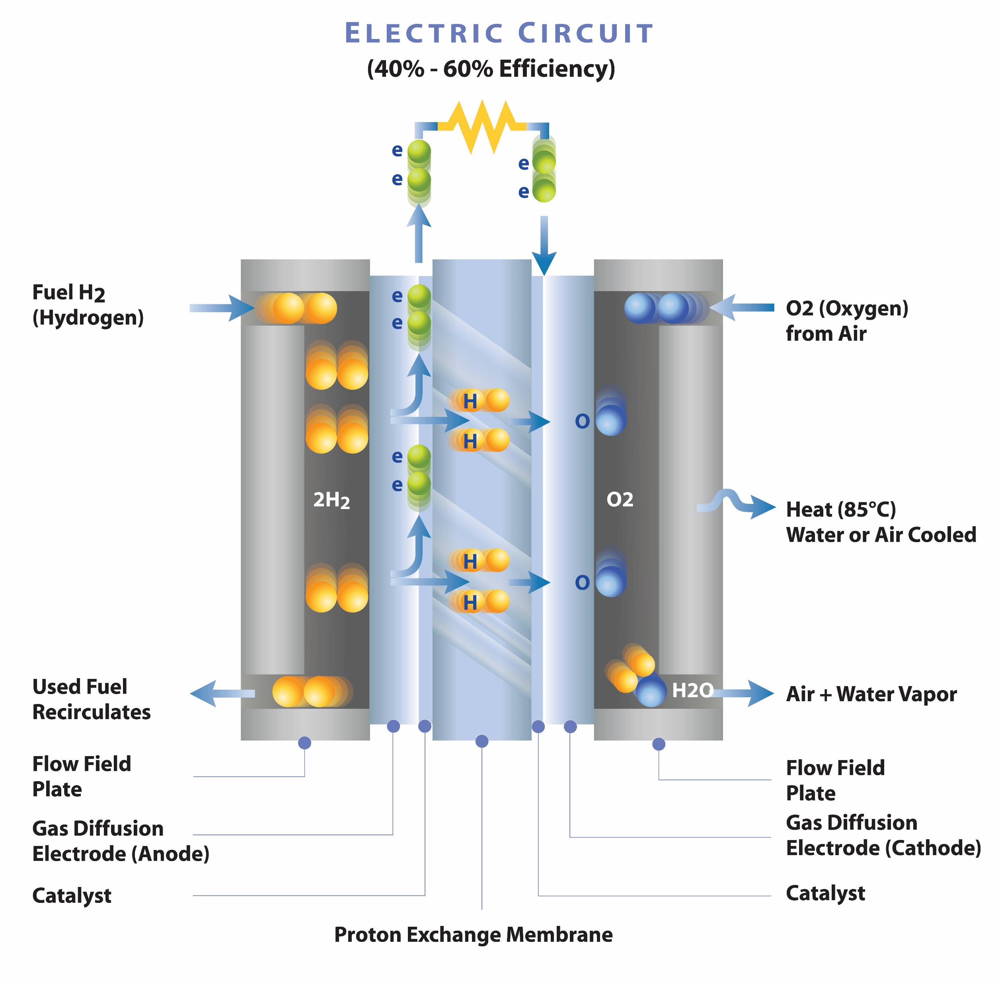 ELECTRIC CIRCUIT
(40% - 60% Efficiency)
e
e
e
e
Fuel H2
(Hydrogen)
O2 (Oxygen)
from Air
e
e
H
H
O
e
e
2H2
O2
Heat (85°C)
Water or Air Cooled
H
H
O
Used Fuel
Recirculates
H2O
Air + Water Vapor
Flow Field
Plate
Flow Field
Plate
Gas Diffusion
Electrode (Anode)
Gas Diffusion
Electrode (Cathode)
Catalyst
Catalyst
Proton Exchange Membrane